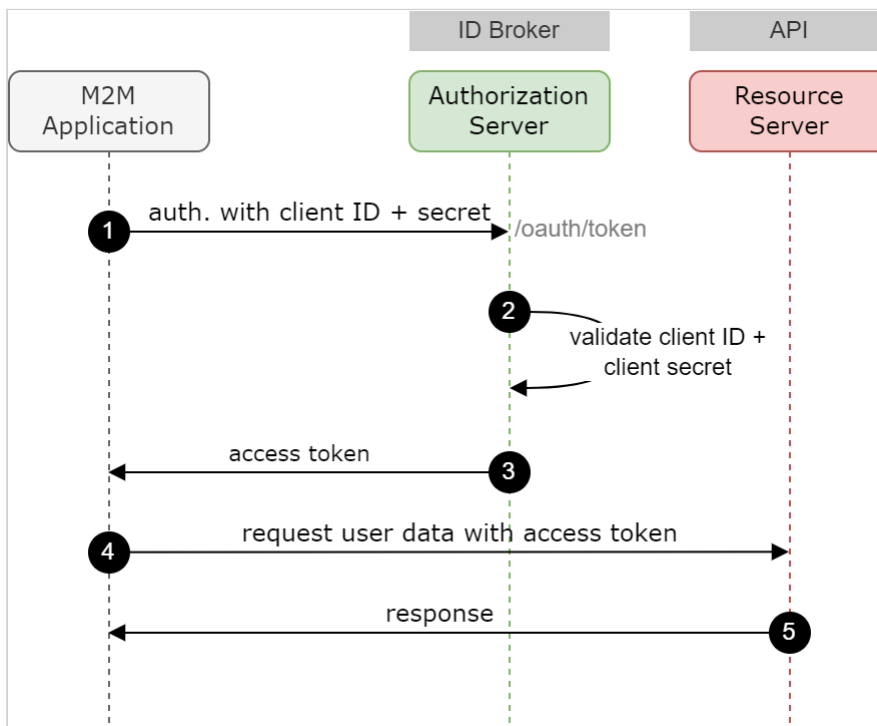 ID Broker
API
M2M
Application
Authorization
Server
Resource
Server
1
auth. with client ID + secret
/oauth/token
2
validate client ID +
client secret
access token
3
4
request user data with access token
response
5